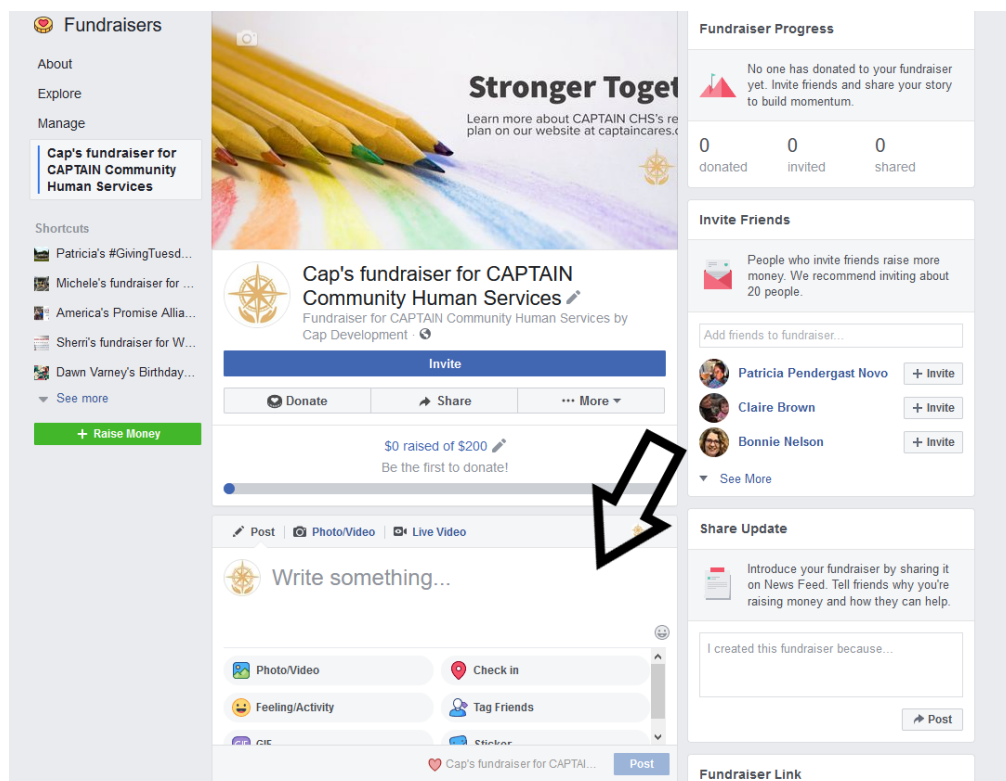 Fundraisers
About
Explore
Manage
Cap's fundraiser for
CAPTAIN Community
Human Services
Shortcuts
Patricia's #GivingTuesd...
Michele's fundraiser for ...
America's Promise Allia...
Sherri's fundraiser for W...
Dawn Varney's Birthday...
See more
+ Raise Money
Stronger Toget
Learn more about CAPTAIN CHS's re
plan on our website at captaincares.c
Cap's fundraiser for CAPTAIN
Community Human Services
Fundraiser for CAPTAIN Community Human Services by
Cap Development ·
Invite
Donate
Share
··· More
$0 raised of $200
Be the first to donate!
Post
Photo/Video
Live Video
Write something...
Photo/Video
Check in
Feeling/Activity
Tag Friends
GIF
Sticker
Cap's fundraiser for CAPTAI...
Post
Fundraiser Progress
No one has donated to your fundraiser
yet. Invite friends and share your story
to build momentum.
0 0 0
donated invited shared
Invite Friends
People who invite friends raise more
money. We recommend inviting about
20 people.
Add friends to fundraiser...
Patricia Pendergast Novo + Invite
Claire Brown + Invite
Bonnie Nelson + Invite
See More
Share Update
Introduce your fundraiser by sharing it
on News Feed. Tell friends why you're
raising money and how they can help.
I created this fundraiser because...
Post
Fundraiser Link